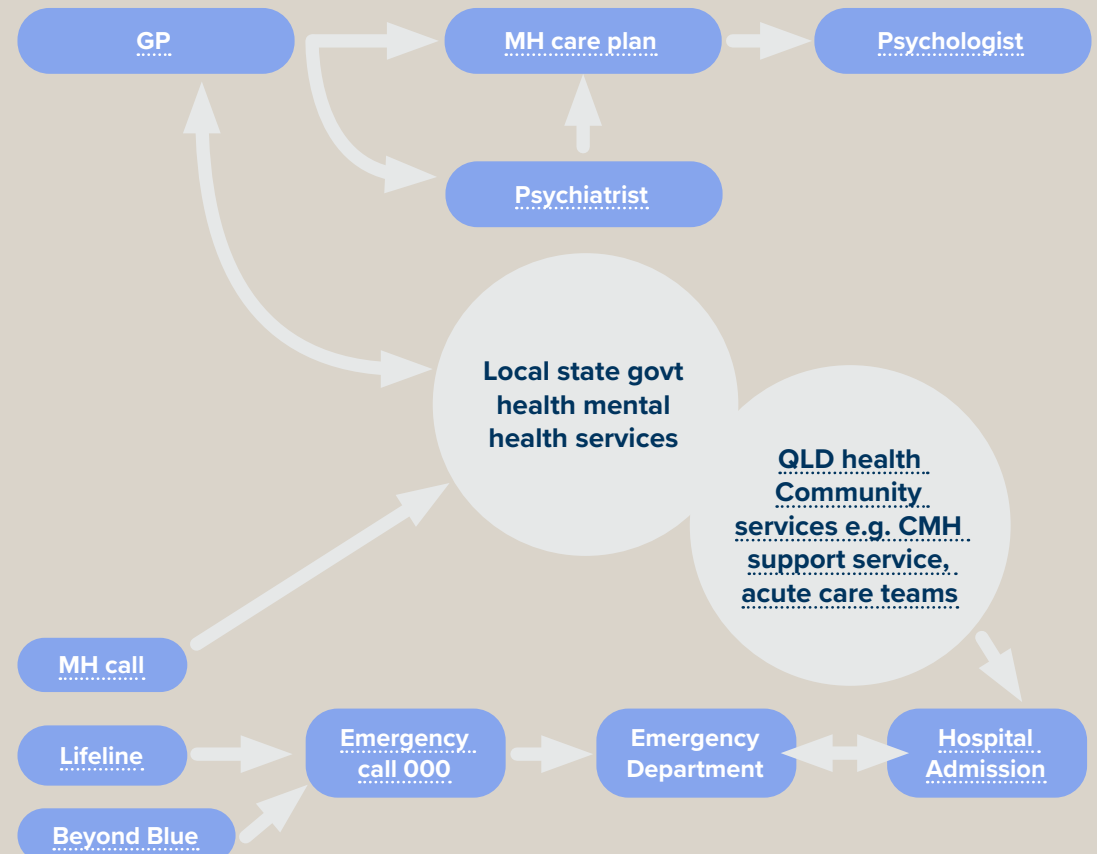 GP
MH care plan
Psychologist
Psychiatrist
Local state govt
health mental
health services
QLD health
Community
services e.g. CMH
support service,
acute care teams
MH call
Lifeline
Emergency
call 000
Emergency
Department
Hospital
Admission
Beyond Blue